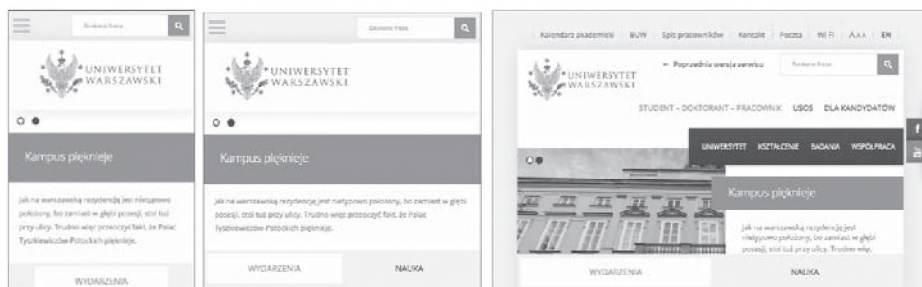 Szukana fraza
UNIWERSYTET
WARSZAWSKI
Kampus pięknieje
Jak na warszawską rezydencję jest nietypowo
położony, bo zamiast w głębi posesji, stoi tuż
przy ulicy. Trudno więc przeoczyć fakt, że Pałac
Tyszkiewiczów-Potockich pięknieje.
WYDARZENIA
Szukana fraza
UNIWERSYTET
WARSZAWSKI
Kampus pięknieje
Jak na warszawską rezydencję jest nietypowo położony, bo zamiast w głębi
posesji, stoi tuż przy ulicy. Trudno więc przeoczyć fakt, że Pałac
Tyszkiewiczów-Potockich pięknieje.
WYDARZENIA
NAUKA
Kalendarz akademicki BUW Spis pracowników Kontakt Poczta Wi Fi A A A EN
← Poprzednia wersja serwisu
Szukana fraza
UNIWERSYTET
WARSZAWSKI
STUDENT – DOKTORANT – PRACOWNIK USOS DLA KANDYDATÓW
UNIWERSYTET KSZTAŁCENIE BADANIA WSPÓŁPRACA
f
Kampus pięknieje
Jak na warszawską rezydencję jest
nietypowo położony, bo zamiast w głębi
posesji, stoi tuż przy ulicy. Trudno więc
WYDARZENIA
NAUKA